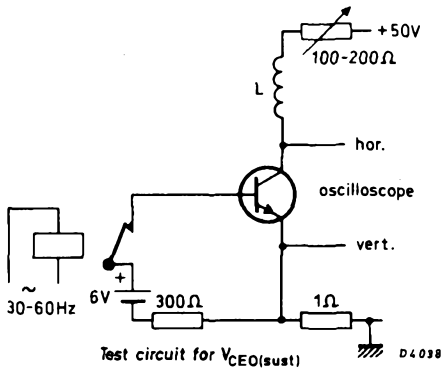 +50V
100-200Ω
L
hor.
oscilloscope
vert.
+
~
30-60Hz
6V
300Ω
1Ω
Test circuit for VCEO(sust)
D4038